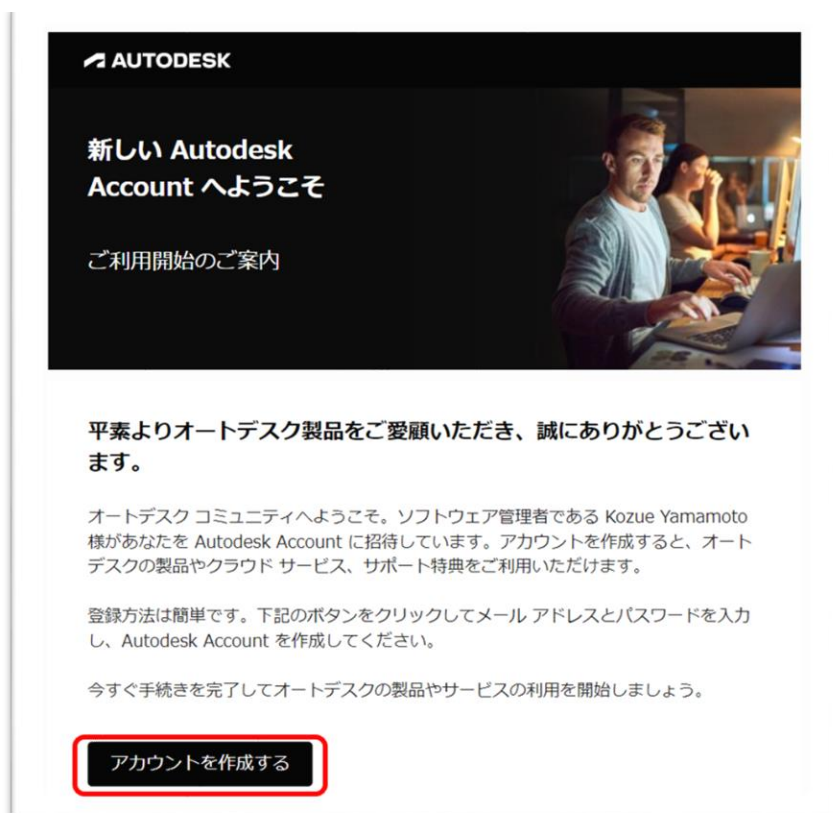 AUTODESK
新しい Autodesk
Account へようこそ
ご利用開始のご案内
平素よりオートデスク製品をご愛顧いただき、誠にありがとうござい
ます。
オートデスク コミュニティへようこそ。ソフトウェア管理者である Kozue Yamamoto
様があなたを Autodesk Account に招待しています。アカウントを作成すると、オート
デスクの製品やクラウド サービス、サポート特典をご利用いただけます。
登録方法は簡単です。下記のボタンをクリックしてメール アドレスとパスワードを入力
し、Autodesk Account を作成してください。
今すぐ手続きを完了してオートデスクの製品やサービスの利用を開始しましょう。
アカウントを作成する